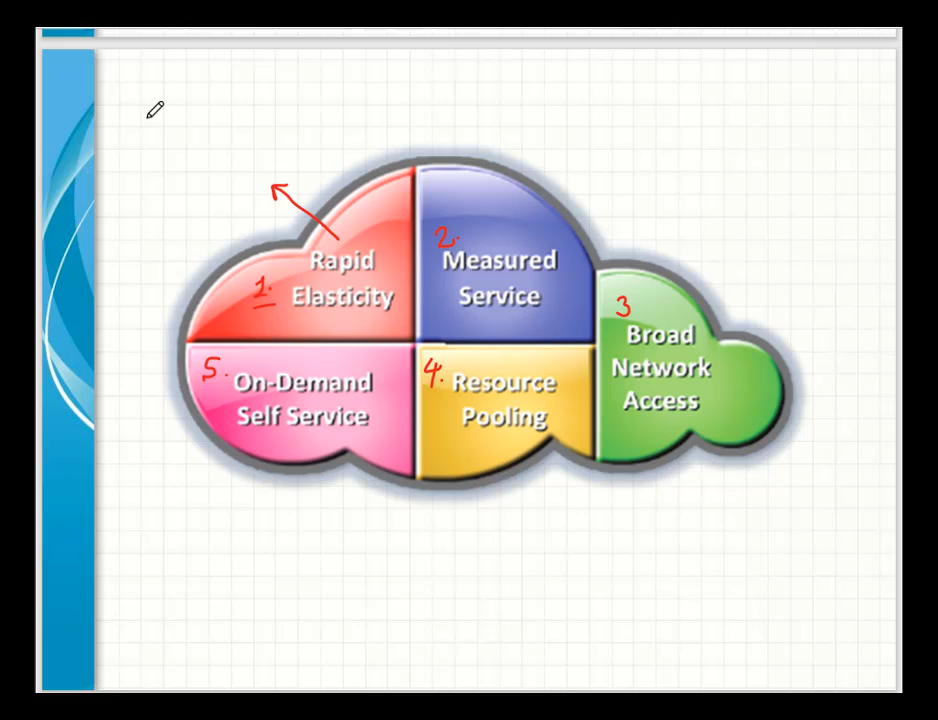 1. Rapid
Elasticity
2. Measured
Service
3 Broad
Network
Access
4. Resource
Pooling
5. On-Demand
Self Service